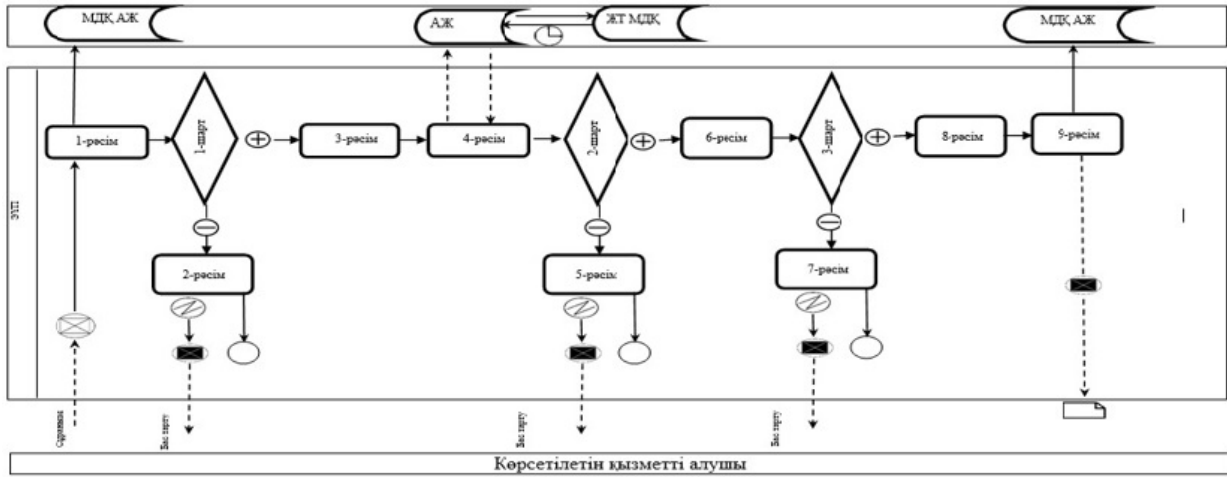 МДҚ АЖ
АЖ
ЖТ МДҚ
МДҚ АЖ
ЭҮП
1-рәсім
1-шарт
3-рәсім
4-рәсім
2-шарт
6-рәсім
3-шарт
8-рәсім
9-рәсім
2-рәсім
5-рәсім
7-рәсім
Бас тарту
Бас тарту
Бас тарту
Көрсетілетін қызметті алушы